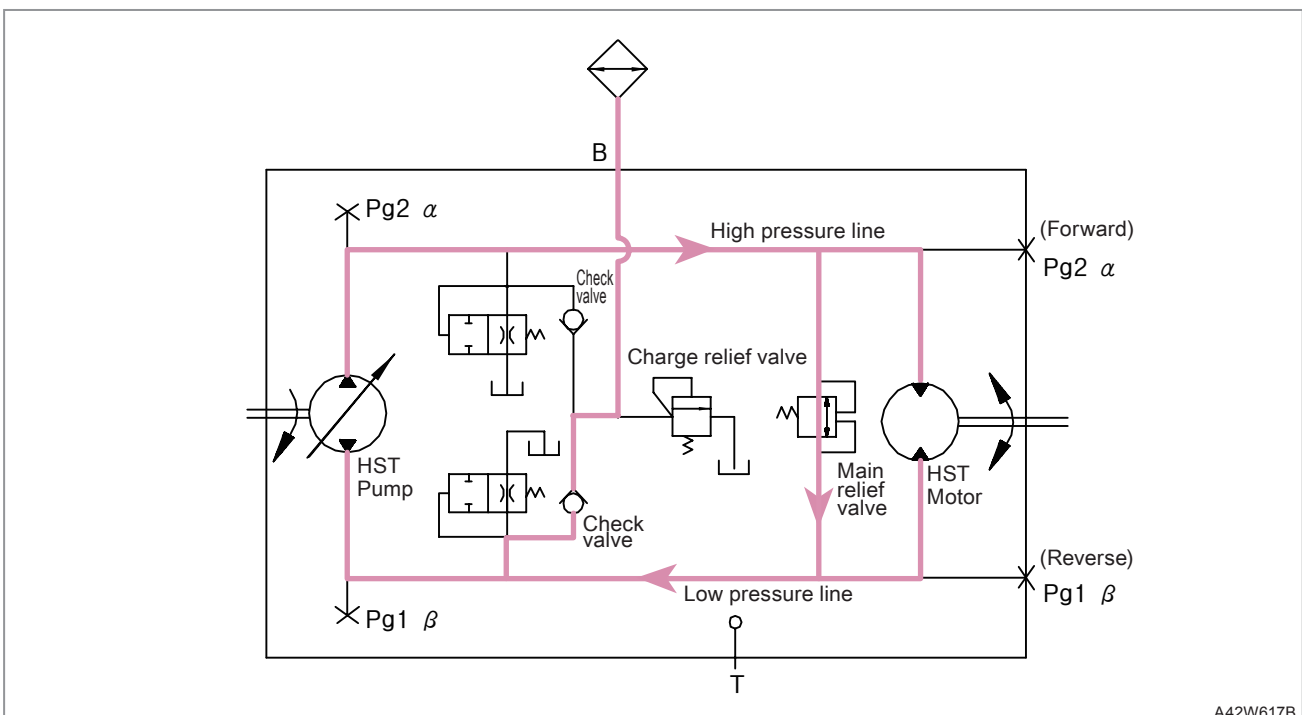 B
Pg2 α
High pressure line
(Forward)
Pg2 α
Check
valve
Charge relief valve
HST
Pump
Main
relief
valve
HST
Motor
Check
valve
(Reverse)
Low pressure line
Pg1 β
Pg1 β
T
A42W617B